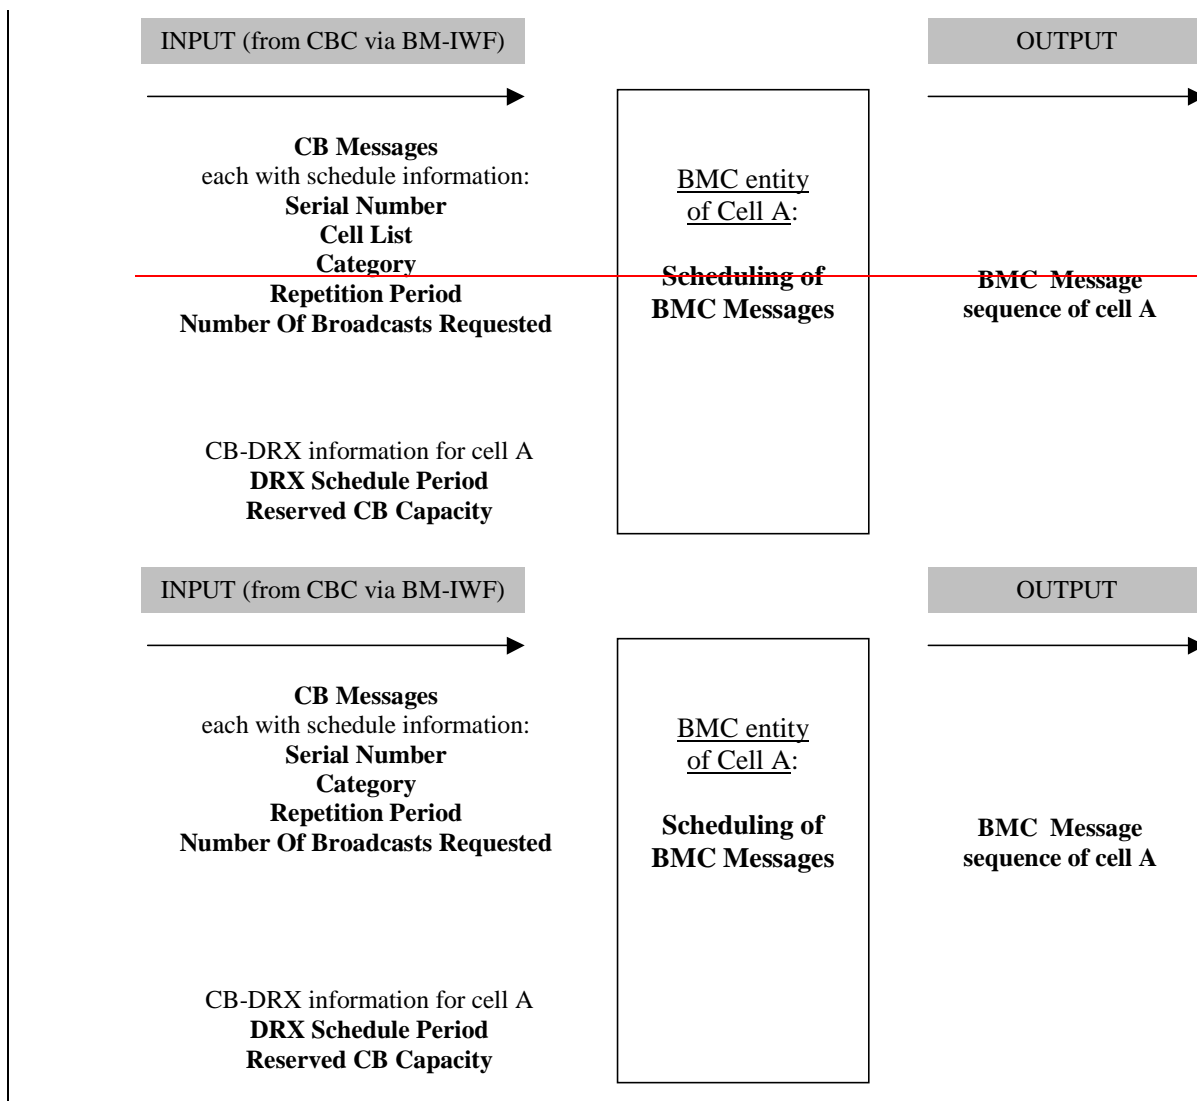 INPUT (from CBC via BM-IWF)
OUTPUT
CB Messages
each with schedule information:
Serial Number
Cell List
Category
Repetition Period
Number Of Broadcasts Requested
CB-DRX information for cell A
DRX Schedule Period
Reserved CB Capacity
BMC entity
of Cell A:
Scheduling of
BMC Messages
BMC Message
sequence of cell A
INPUT (from CBC via BM-IWF)
OUTPUT
CB Messages
each with schedule information:
Serial Number
Category
Repetition Period
Number Of Broadcasts Requested
CB-DRX information for cell A
DRX Schedule Period
Reserved CB Capacity
BMC entity
of Cell A:
Scheduling of
BMC Messages
BMC Message
sequence of cell A